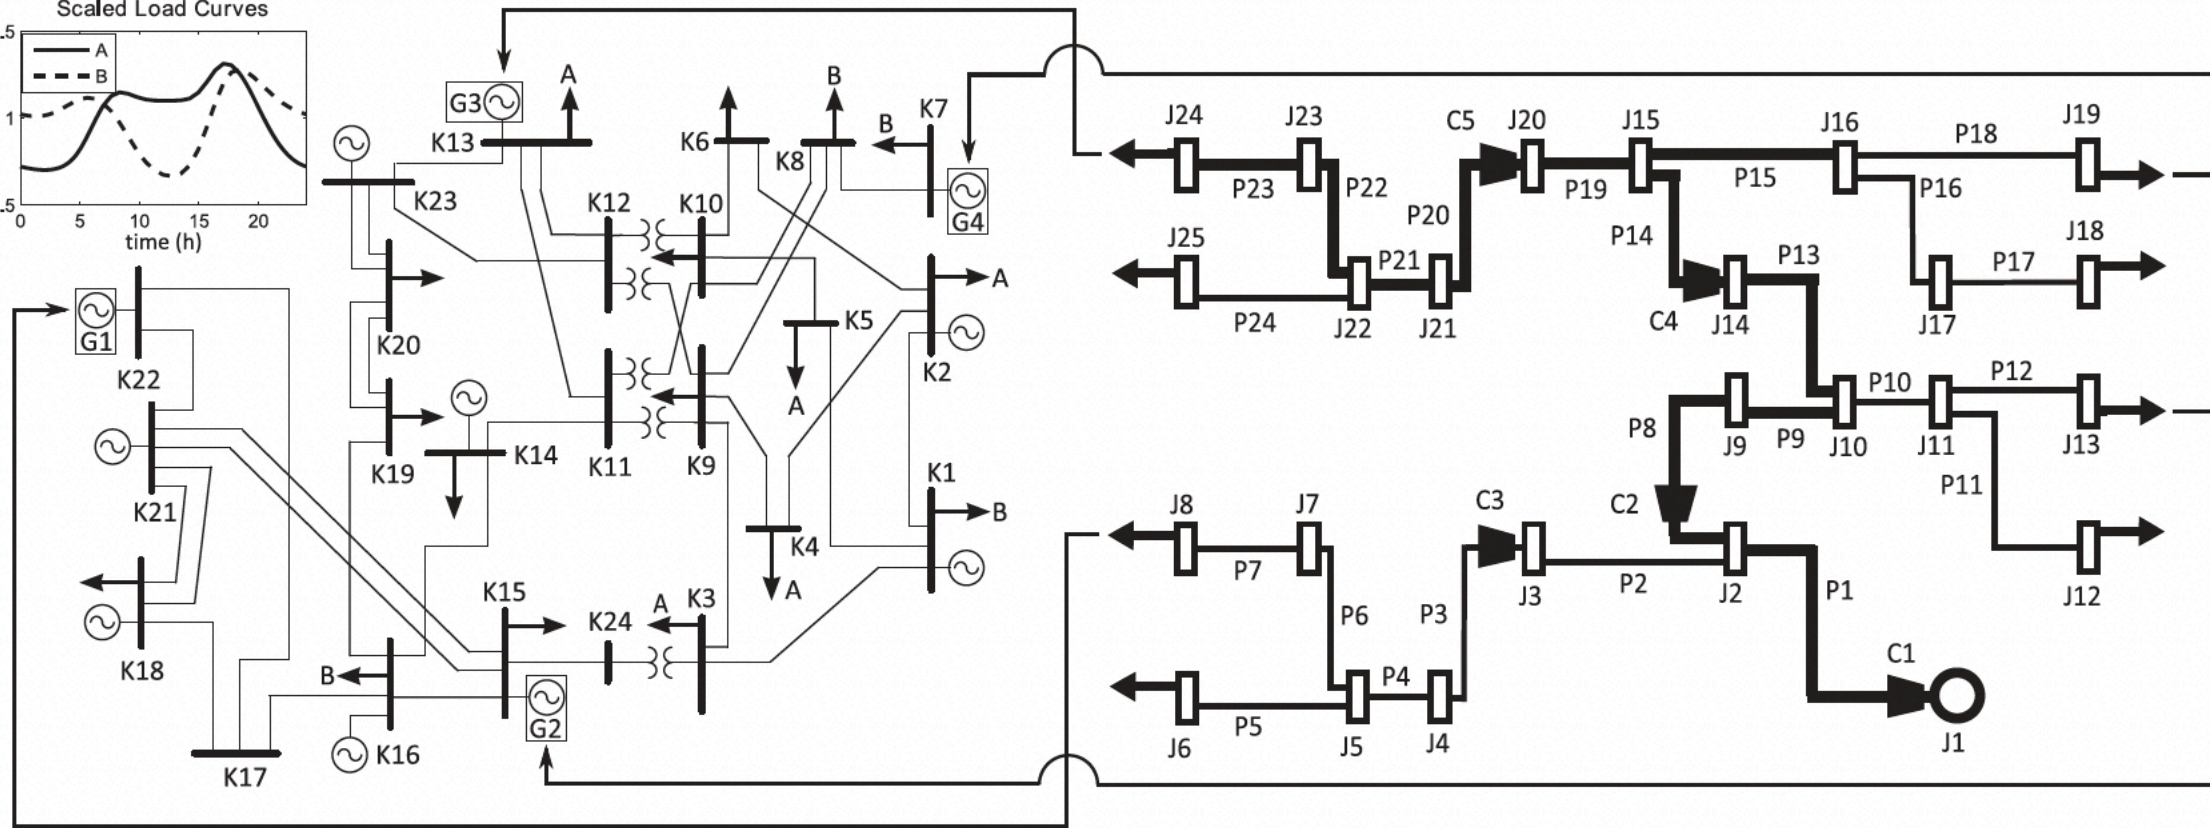 Scaled Load Curves
.5
A
B
1
.5
0 5 10 15 20
time (h)
G3
K13
A
K6
B
K8
B
K7
G4
K23
K12
K10
K20
K5
A
A
K2
G1
K22
K19
K14
K11
K9
K21
K1
B
K4
A
K18
K15
K24
A
K3
B
K16
G2
K17
J24
J23
C5
J20
J15
J16
P18
J19
P23
P22
P19
P15
P16
P20
J25
P14
P13
P17
J18
P21
P24
J22
J21
C4
J14
J17
P10
P12
P8
J9
P9
J10
J11
J13
P11
J8
J7
C3
C2
P7
P2
J3
J2
P1
J12
P6
P3
C1
P4
J6
P5
J5
J4
J1